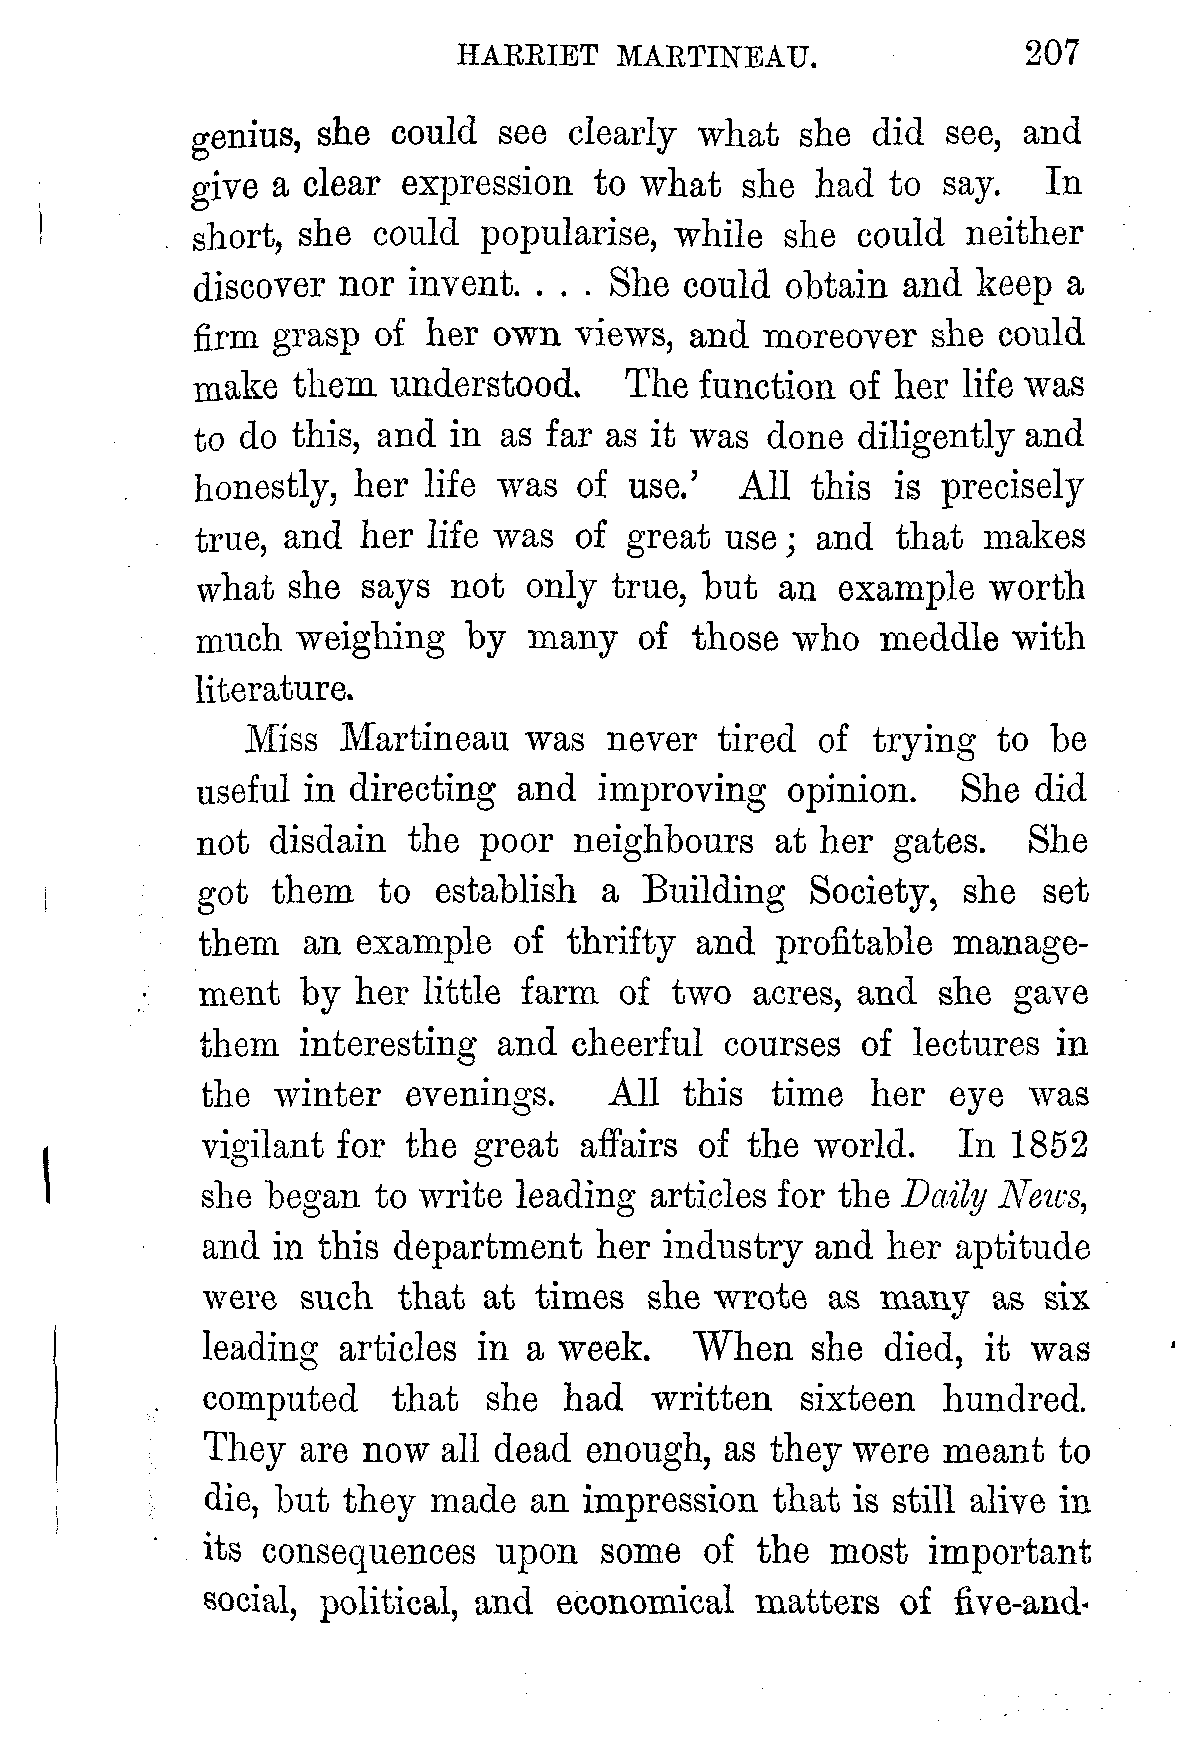 HARRIET MARTINEAU. 207
genius, she could see clearly what she did see, and
give a clear expression to what she had to say. In
short, she could popularise, while she could neither
discover nor invent. . . . She could obtain and keep a
firm grasp of her own views, and moreover she could
make them understood. The function of her life was
to do this, and in as far as it was done diligently and
honestly, her life was of use.' All this is precisely
true, and her life was of great use; and that makes
what she says not only true, but an example worth
much weighing by many of those who meddle with
literature.
Miss Martineau was never tired of trying to be
useful in directing and improving opinion. She did
not disdain the poor neighbours at her gates. She
got them to establish a Building Society, she set
them an example of thrifty and profitable manage-
ment by her little farm of two acres, and she gave
them interesting and cheerful courses of lectures in
the winter evenings. All this time her eye was
vigilant for the great affairs of the world. In 1852
she began to write leading articles for the Daily News,
and in this department her industry and her aptitude
were such that at times she wrote as many as six
leading articles in a week. When she died, it was
computed that she had written sixteen hundred.
They are now all dead enough, as they were meant to
die, but they made an impression that is still alive in
its consequences upon some of the most important
social, political, and economical matters of five-and-